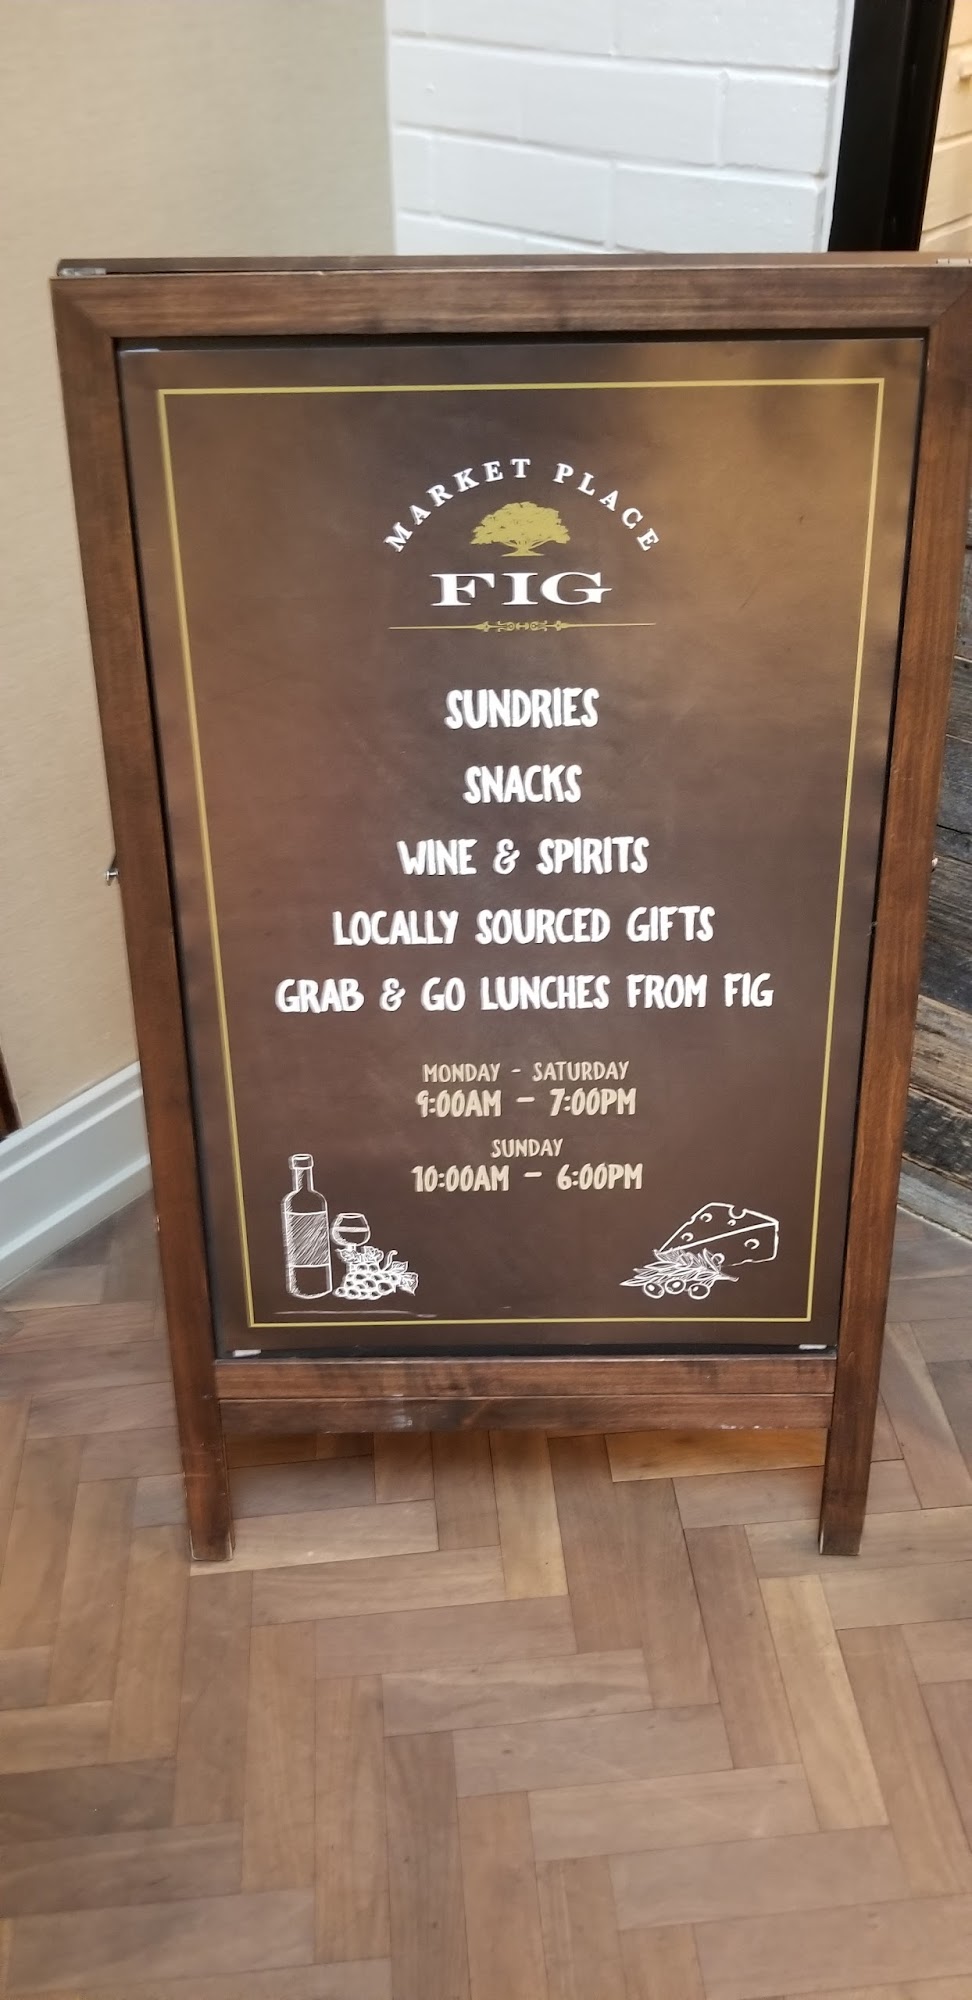 MARKET PLACE
FIG
SUNDRIES
SNACKS
WINE & SPIRITS
LOCALLY SOURCED GIFTS
GRAB & GO LUNCHES FROM FIG
MONDAY - SATURDAY
9:00AM - 7:00PM
SUNDAY
10:00AM - 6:00PM